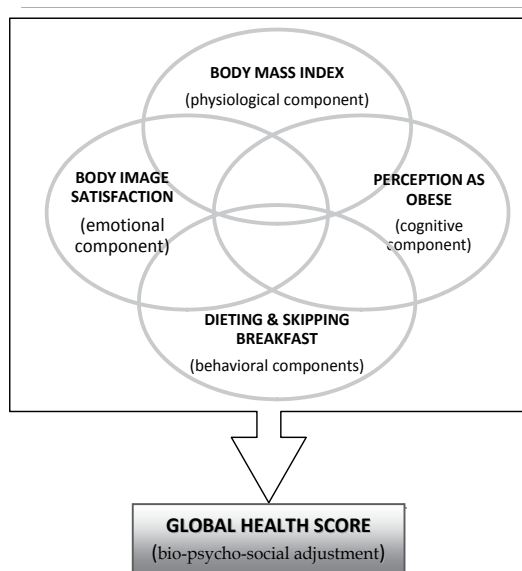 BODY MASS INDEX
(physiological component)
BODY IMAGE
SATISFACTION
(emotional
component)
PERCEPTION AS
OBESE
(cognitive
component)
DIETING & SKIPPING
BREAKFAST
(behavioral components)
GLOBAL HEALTH SCORE
(bio-psycho-social adjustment)